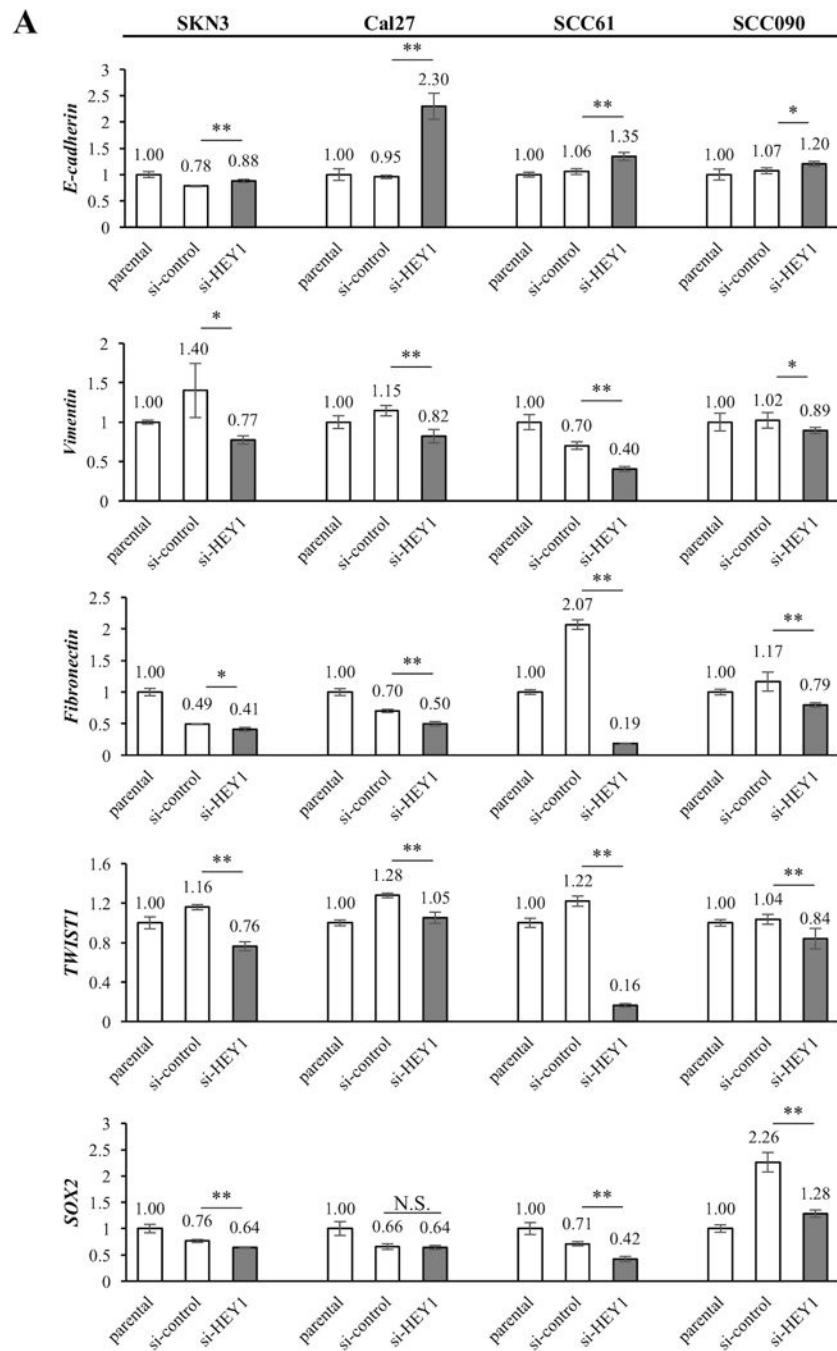 A
SKN3 Cal27 SCC61 SCC090
E-cadherin
3
2.5
2
1.5
1
0.5
0
1.00 0.78 0.88 **
1.00 0.95 2.30 **
1.00 1.06 1.35 **
1.00 1.07 1.20 *
parental si-control si-HEY1 parental si-control si-HEY1 parental si-control si-HEY1 parental si-control si-HEY1
Vimentin
2
1.5
1
0.5
0
1.00 1.40 0.77 *
1.00 1.15 0.82 **
1.00 0.70 0.40 **
1.00 1.02 0.89 *
parental si-control si-HEY1 parental si-control si-HEY1 parental si-control si-HEY1 parental si-control si-HEY1
Fibronectin
2.5
2
1.5
1
0.5
0
1.00 0.49 0.41 *
1.00 0.70 0.50 **
1.00 2.07 0.19 **
1.00 1.17 0.79 **
parental si-control si-HEY1 parental si-control si-HEY1 parental si-control si-HEY1 parental si-control si-HEY1
TWIST1
1.6
1.2
0.8
0.4
0
1.00 1.16 0.76 **
1.00 1.28 1.05 **
1.00 1.22 0.16 **
1.00 1.04 0.84 **
parental si-control si-HEY1 parental si-control si-HEY1 parental si-control si-HEY1 parental si-control si-HEY1
SOX2
3
2.5
2
1.5
1
0.5
0
1.00 0.76 0.64 **
1.00 0.66 0.64 N.S.
1.00 0.71 0.42 **
1.00 2.26 1.28 **
parental si-control si-HEY1 parental si-control si-HEY1 parental si-control si-HEY1 parental si-control si-HEY1